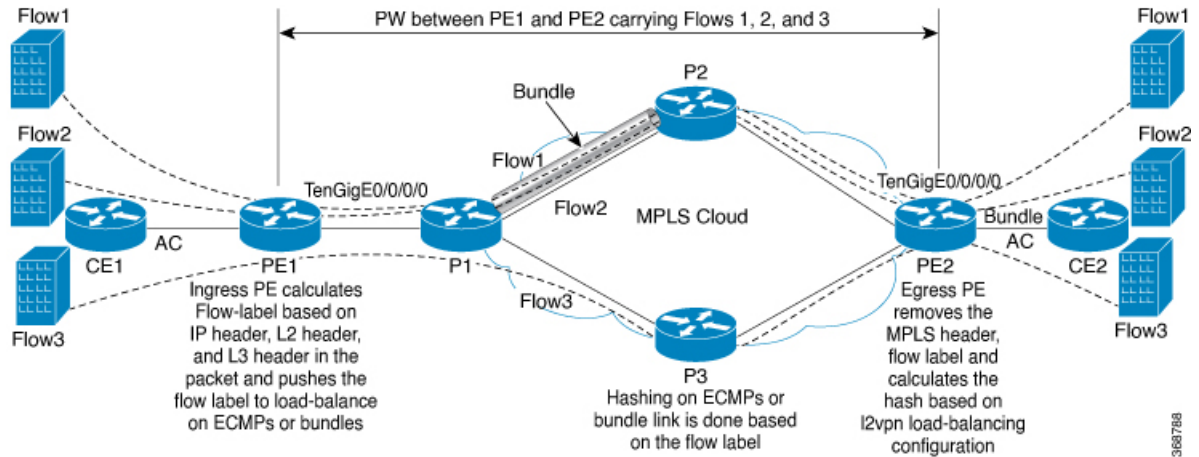 Flow1
PW between PE1 and PE2 carrying Flows 1, 2, and 3
Flow1
P2
Bundle
Flow2
Flow2
Flow1
TenGigE0/0/0/0
TenGigE0/0/0/0
Flow2
MPLS Cloud
Bundle
AC
AC
CE1
PE1
P1
PE2
CE2
Flow3
Flow3
Flow3
Ingress PE calculates
Flow-label based on
IP header, L2 header,
and L3 header in the
packet and pushes the
flow label to load-balance
on ECMPs or bundles
P3
Hashing on ECMPs or
bundle link is done based
on the flow label
Egress PE
removes the
MPLS header,
flow label and
calculates the
hash based on
l2vpn load-balancing
configuration
368788